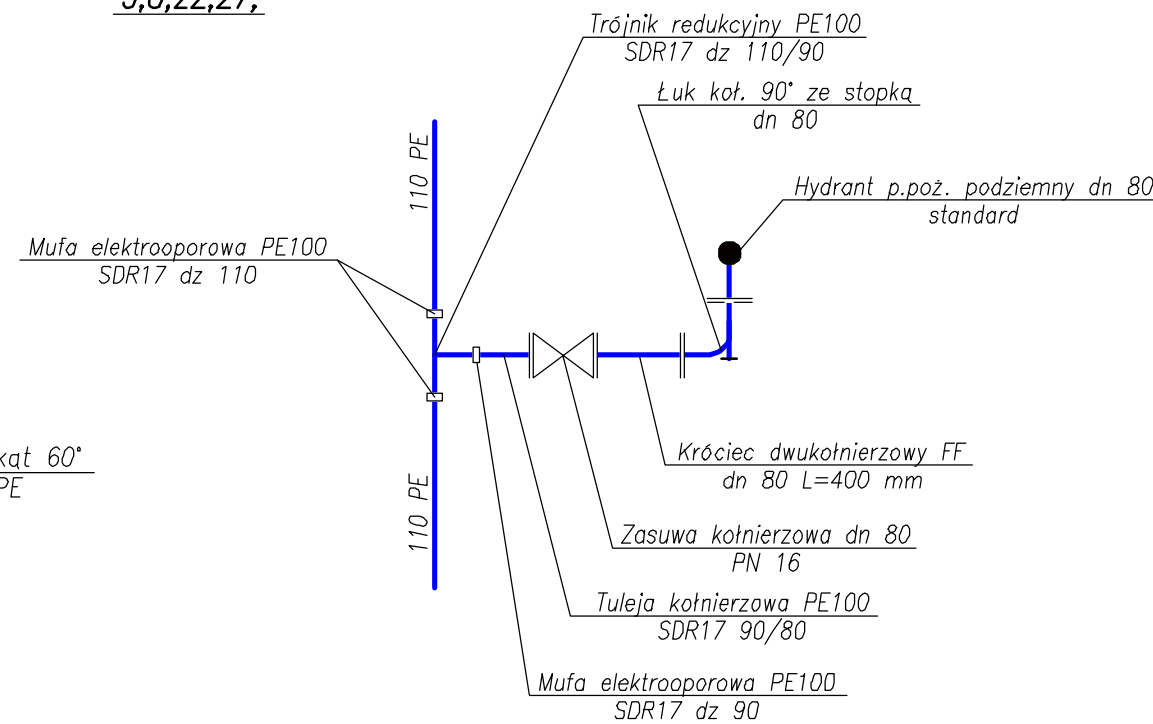 Trójnik redukcyjny PE100
SDR17 dz 110/90
Łuk koł. 90° ze stopką
dn 80
110 PE
Hydrant p.poż. podziemny dn 80
standard
Mufa elektrooporowa PE100
SDR17 dz 110
kąt 60°
PE
Króciec dwukołnierzowy FF
dn 80 L=400 mm
110 PE
Zasuwa kołnierzowa dn 80
PN 16
Tuleja kołnierzowa PE100
SDR17 90/80
Mufa elektrooporowa PE100
SDR17 dz 90